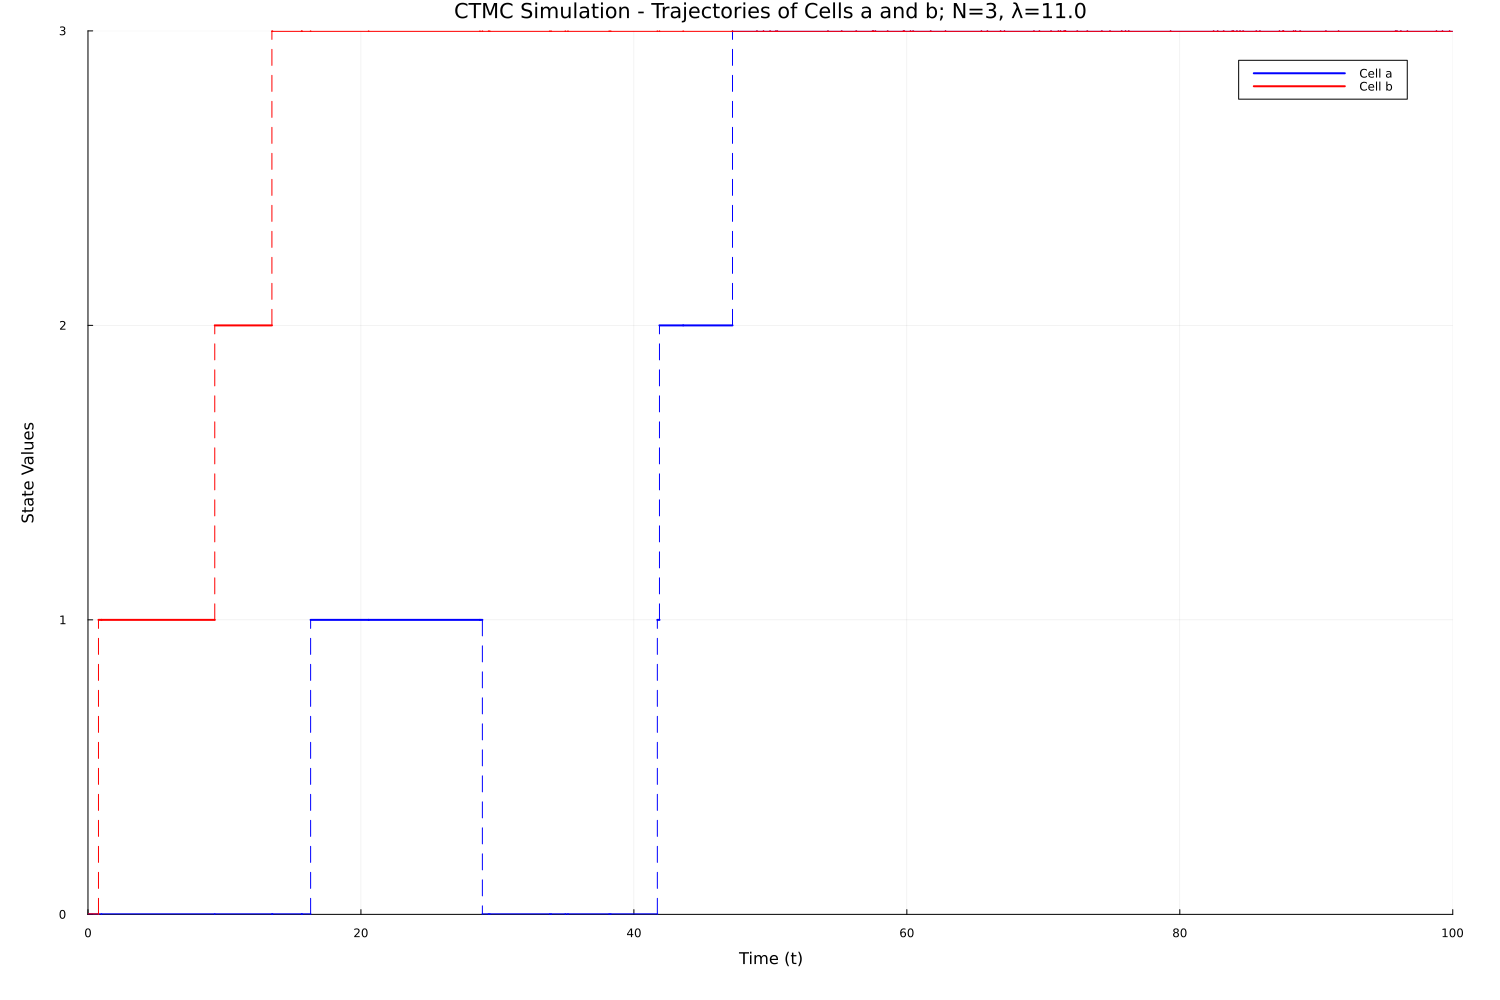 CTMC Simulation - Trajectories of Cells a and b; N=3, λ=11.0
3
Cell a
Cell b
2
State Values
1
0
0 20 40 60 80 100
Time (t)